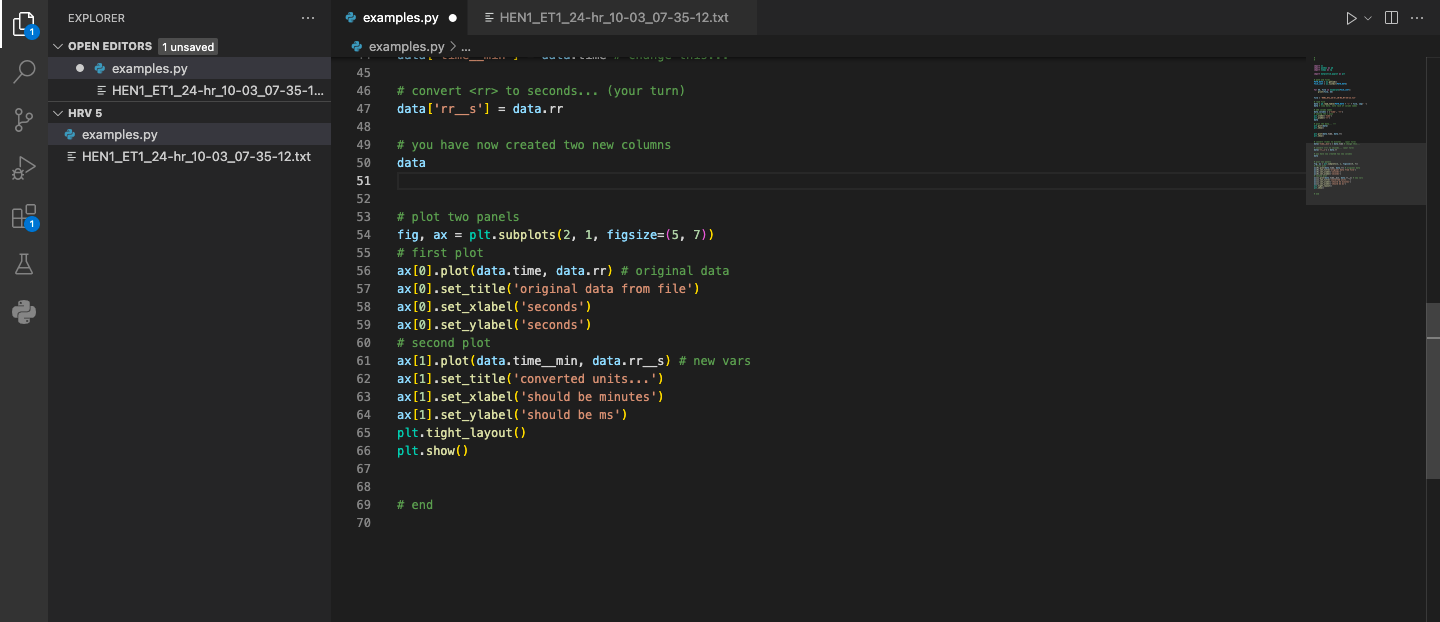 EXPLORER
OPEN EDITORS 1 unsaved
examples.py
HEN1_ET1_24-hr_10-03_07-35-1...
HRV 5
examples.py
HEN1_ET1_24-hr_10-03_07-35-12.txt
1
1
examples.py
HEN1_ET1_24-hr_10-03_07-35-12.txt
examples.py > ...
45
46 # convert <rr> to seconds... (your turn)
47 data['rr__s'] = data.rr
48
49 # you have now created two new columns
50 data
51
52
53 # plot two panels
54 fig, ax = plt.subplots(2, 1, figsize=(5, 7))
55 # first plot
56 ax[0].plot(data.time, data.rr) # original data
57 ax[0].set_title('original data from file')
58 ax[0].set_xlabel('seconds')
59 ax[0].set_ylabel('seconds')
60 # second plot
61 ax[1].plot(data.time__min, data.rr__s) # new vars
62 ax[1].set_title('converted units...')
63 ax[1].set_xlabel('should be minutes')
64 ax[1].set_ylabel('should be ms')
65 plt.tight_layout()
66 plt.show()
67
68
69 # end
70